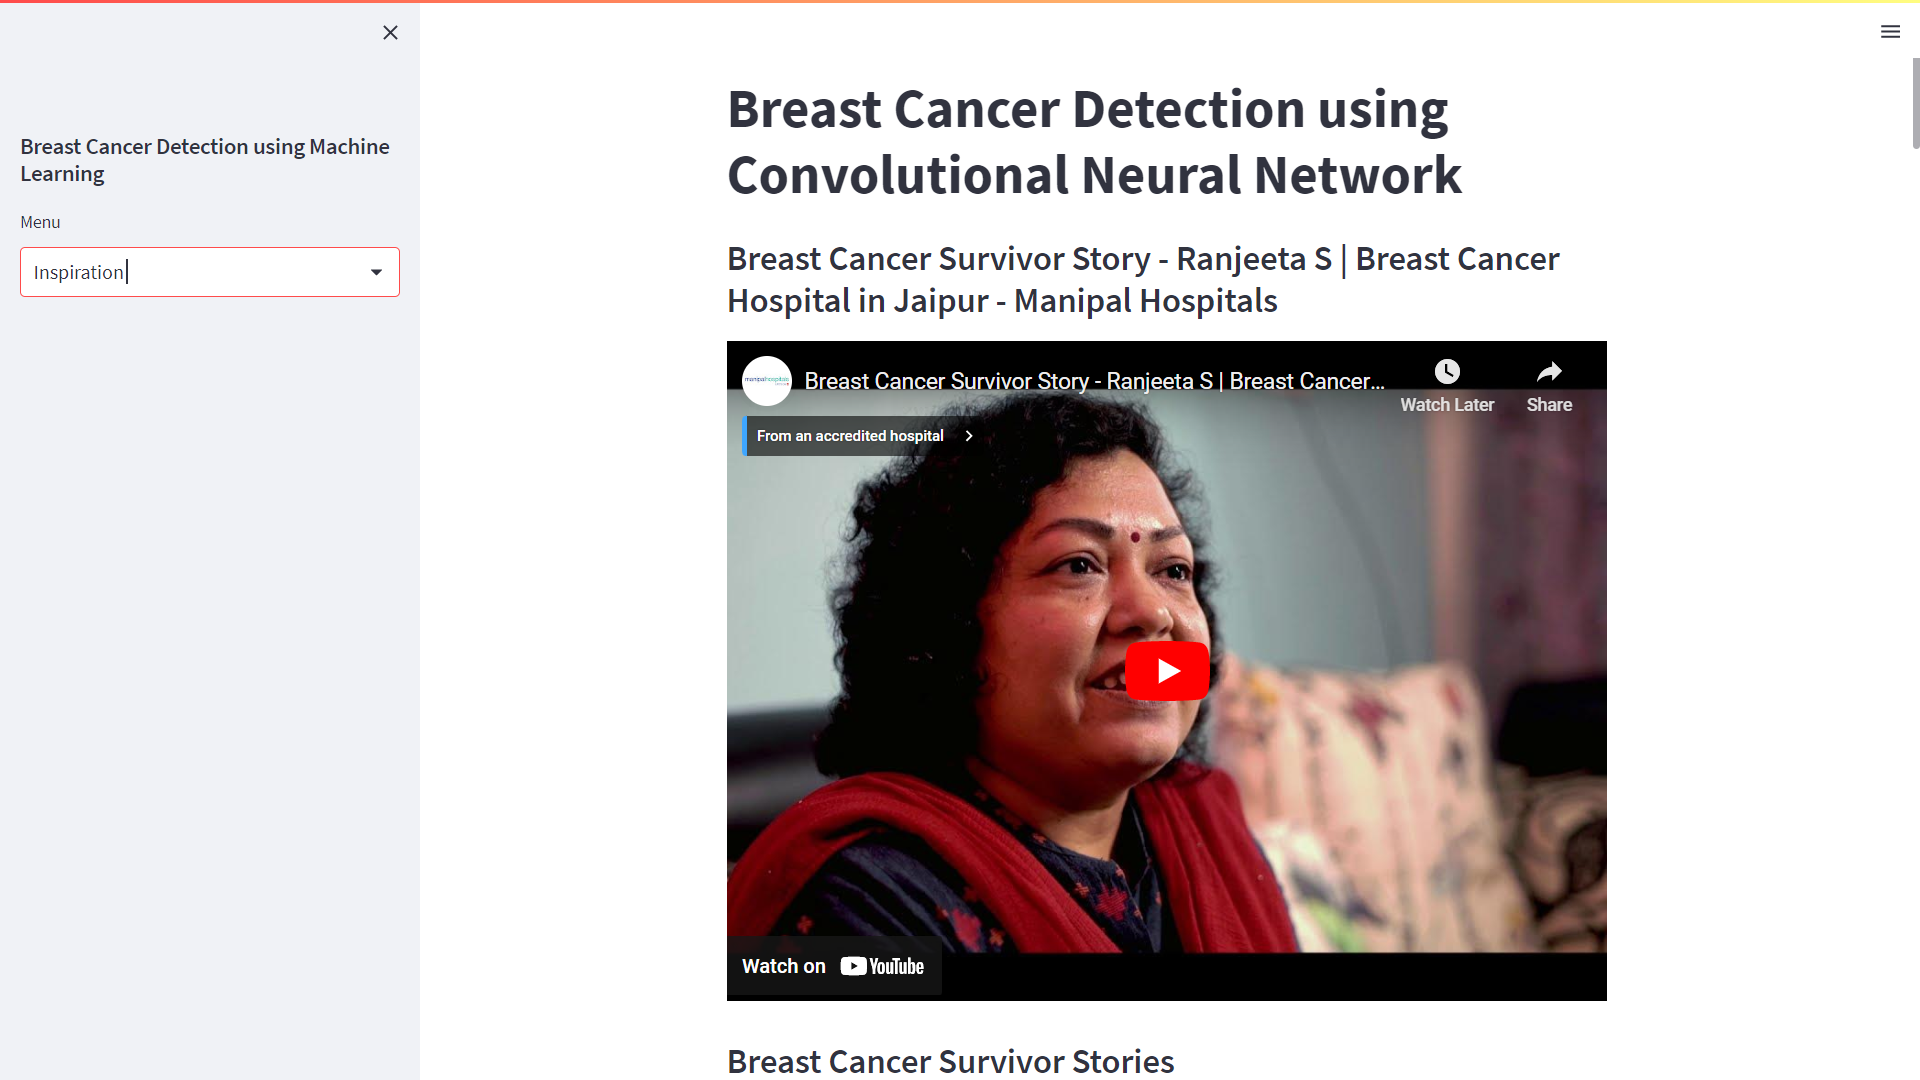 Breast Cancer Detection using Machine
Learning
Menu
Inspiration
Breast Cancer Detection using
Convolutional Neural Network
Breast Cancer Survivor Story - Ranjeeta S | Breast Cancer
Hospital in Jaipur - Manipal Hospitals
manipalhospitals
Breast Cancer Survivor Story - Ranjeeta S | Breast Cancer...
Watch Later
Share
From an accredited hospital
Watch on YouTube
Breast Cancer Survivor Stories